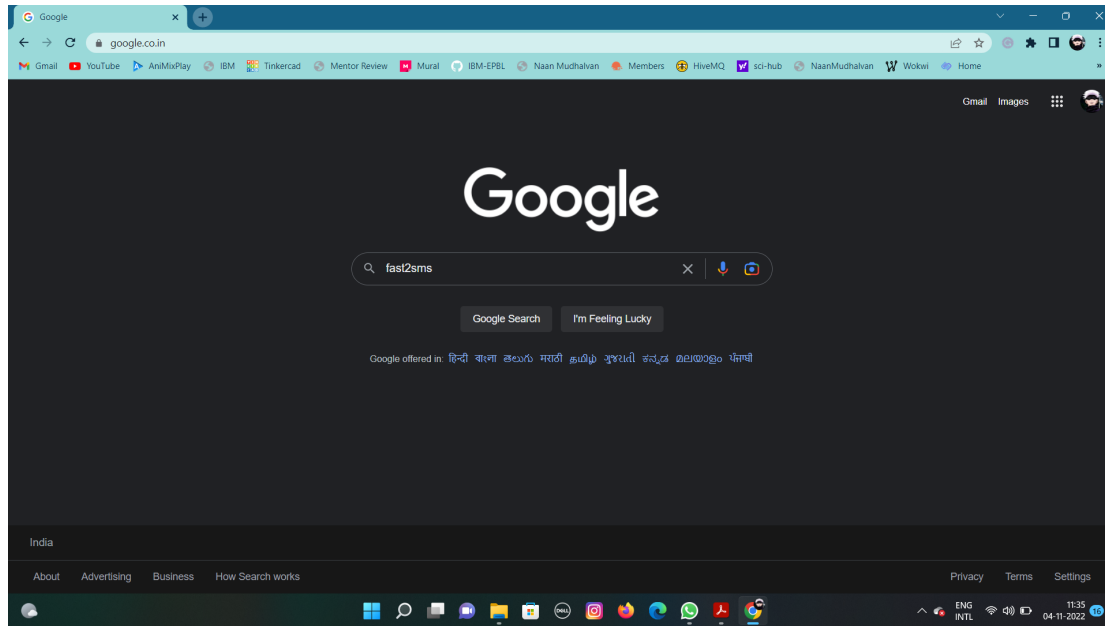 Google
google.co.in
Gmail YouTube AniMixPlay IBM Tinkercad Mentor Review Mural IBM-EPBL Naan Mudhalvan Members HiveMQ sci-hub NaanMudhalvan Wokwi Home »
Gmail Images
Google
fast2sms
Google Search I'm Feeling Lucky
Google offered in: हिन्दी বাংলা తెలుగు मराठी தமிழ் ગુજરાતી ಕನ್ನಡ മലയാളം ਪੰਜਾਬੀ
India
About Advertising Business How Search works Privacy Terms Settings
DELL
ENG 11:35
INTL 04-11-2022 16